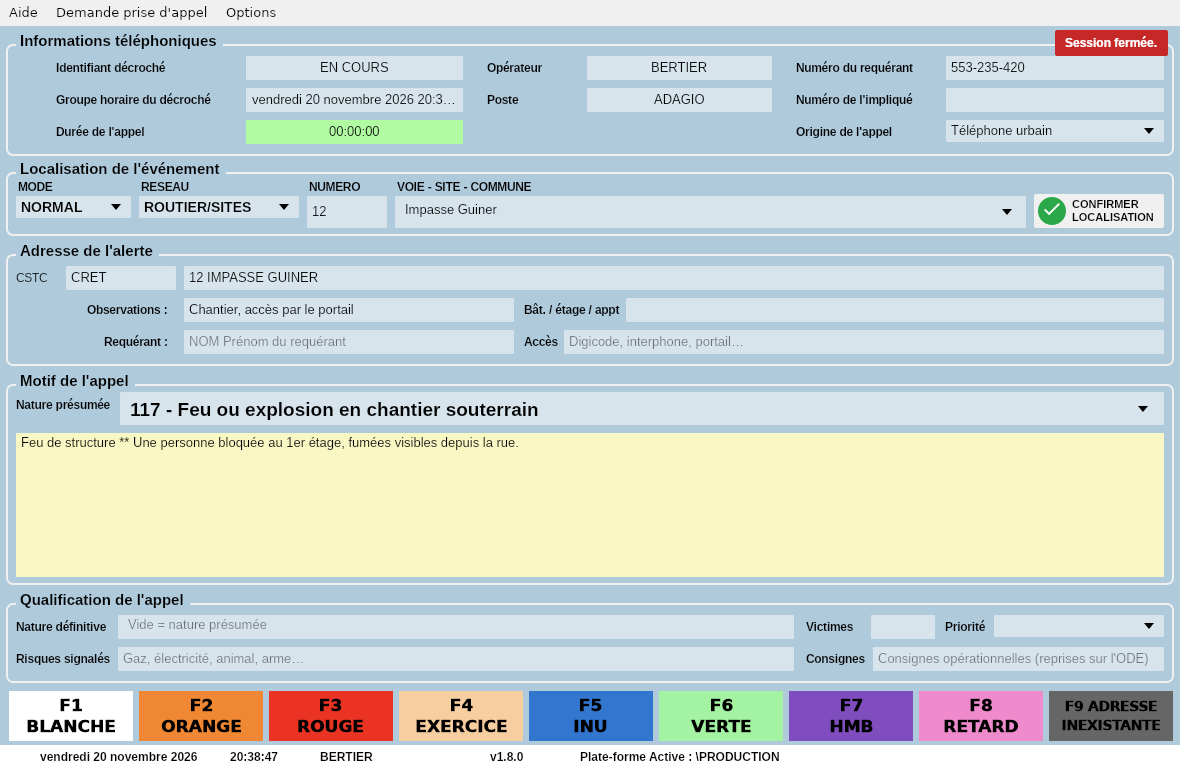 Aide Demande prise d'appel Options
Informations téléphoniques
Session fermée.
Identifiant décroché EN COURS Opérateur BERTIER Numéro du requérant 553-235-420
Groupe horaire du décroché vendredi 20 novembre 2026 20:3… Poste ADAGIO Numéro de l'impliqué
Durée de l'appel 00:00:00 Origine de l'appel Téléphone urbain
Localisation de l'événement
MODE RESEAU NUMERO VOIE - SITE - COMMUNE
NORMAL ROUTIER/SITES 12 Impasse Guiner CONFIRMER
LOCALISATION
Adresse de l'alerte
CSTC CRET 12 IMPASSE GUINER
Observations : Chantier, accès par le portail Bât. / étage / appt
Requérant : NOM Prénom du requérant Accès Digicode, interphone, portail…
Motif de l'appel
Nature présumée 117 - Feu ou explosion en chantier souterrain
Feu de structure ** Une personne bloquée au 1er étage, fumées visibles depuis la rue.
Qualification de l'appel
Nature définitive Vide = nature présumée Victimes Priorité
Risques signalés Gaz, électricité, animal, arme… Consignes Consignes opérationnelles (reprises sur l'ODE)
F1 F2 F3 F4 F5 F6 F7 F8 F9 ADRESSE
BLANCHE ORANGE ROUGE EXERCICE INU VERTE HMB RETARD INEXISTANTE
vendredi 20 novembre 2026 20:38:47 BERTIER v1.8.0 Plate-forme Active : \PRODUCTION